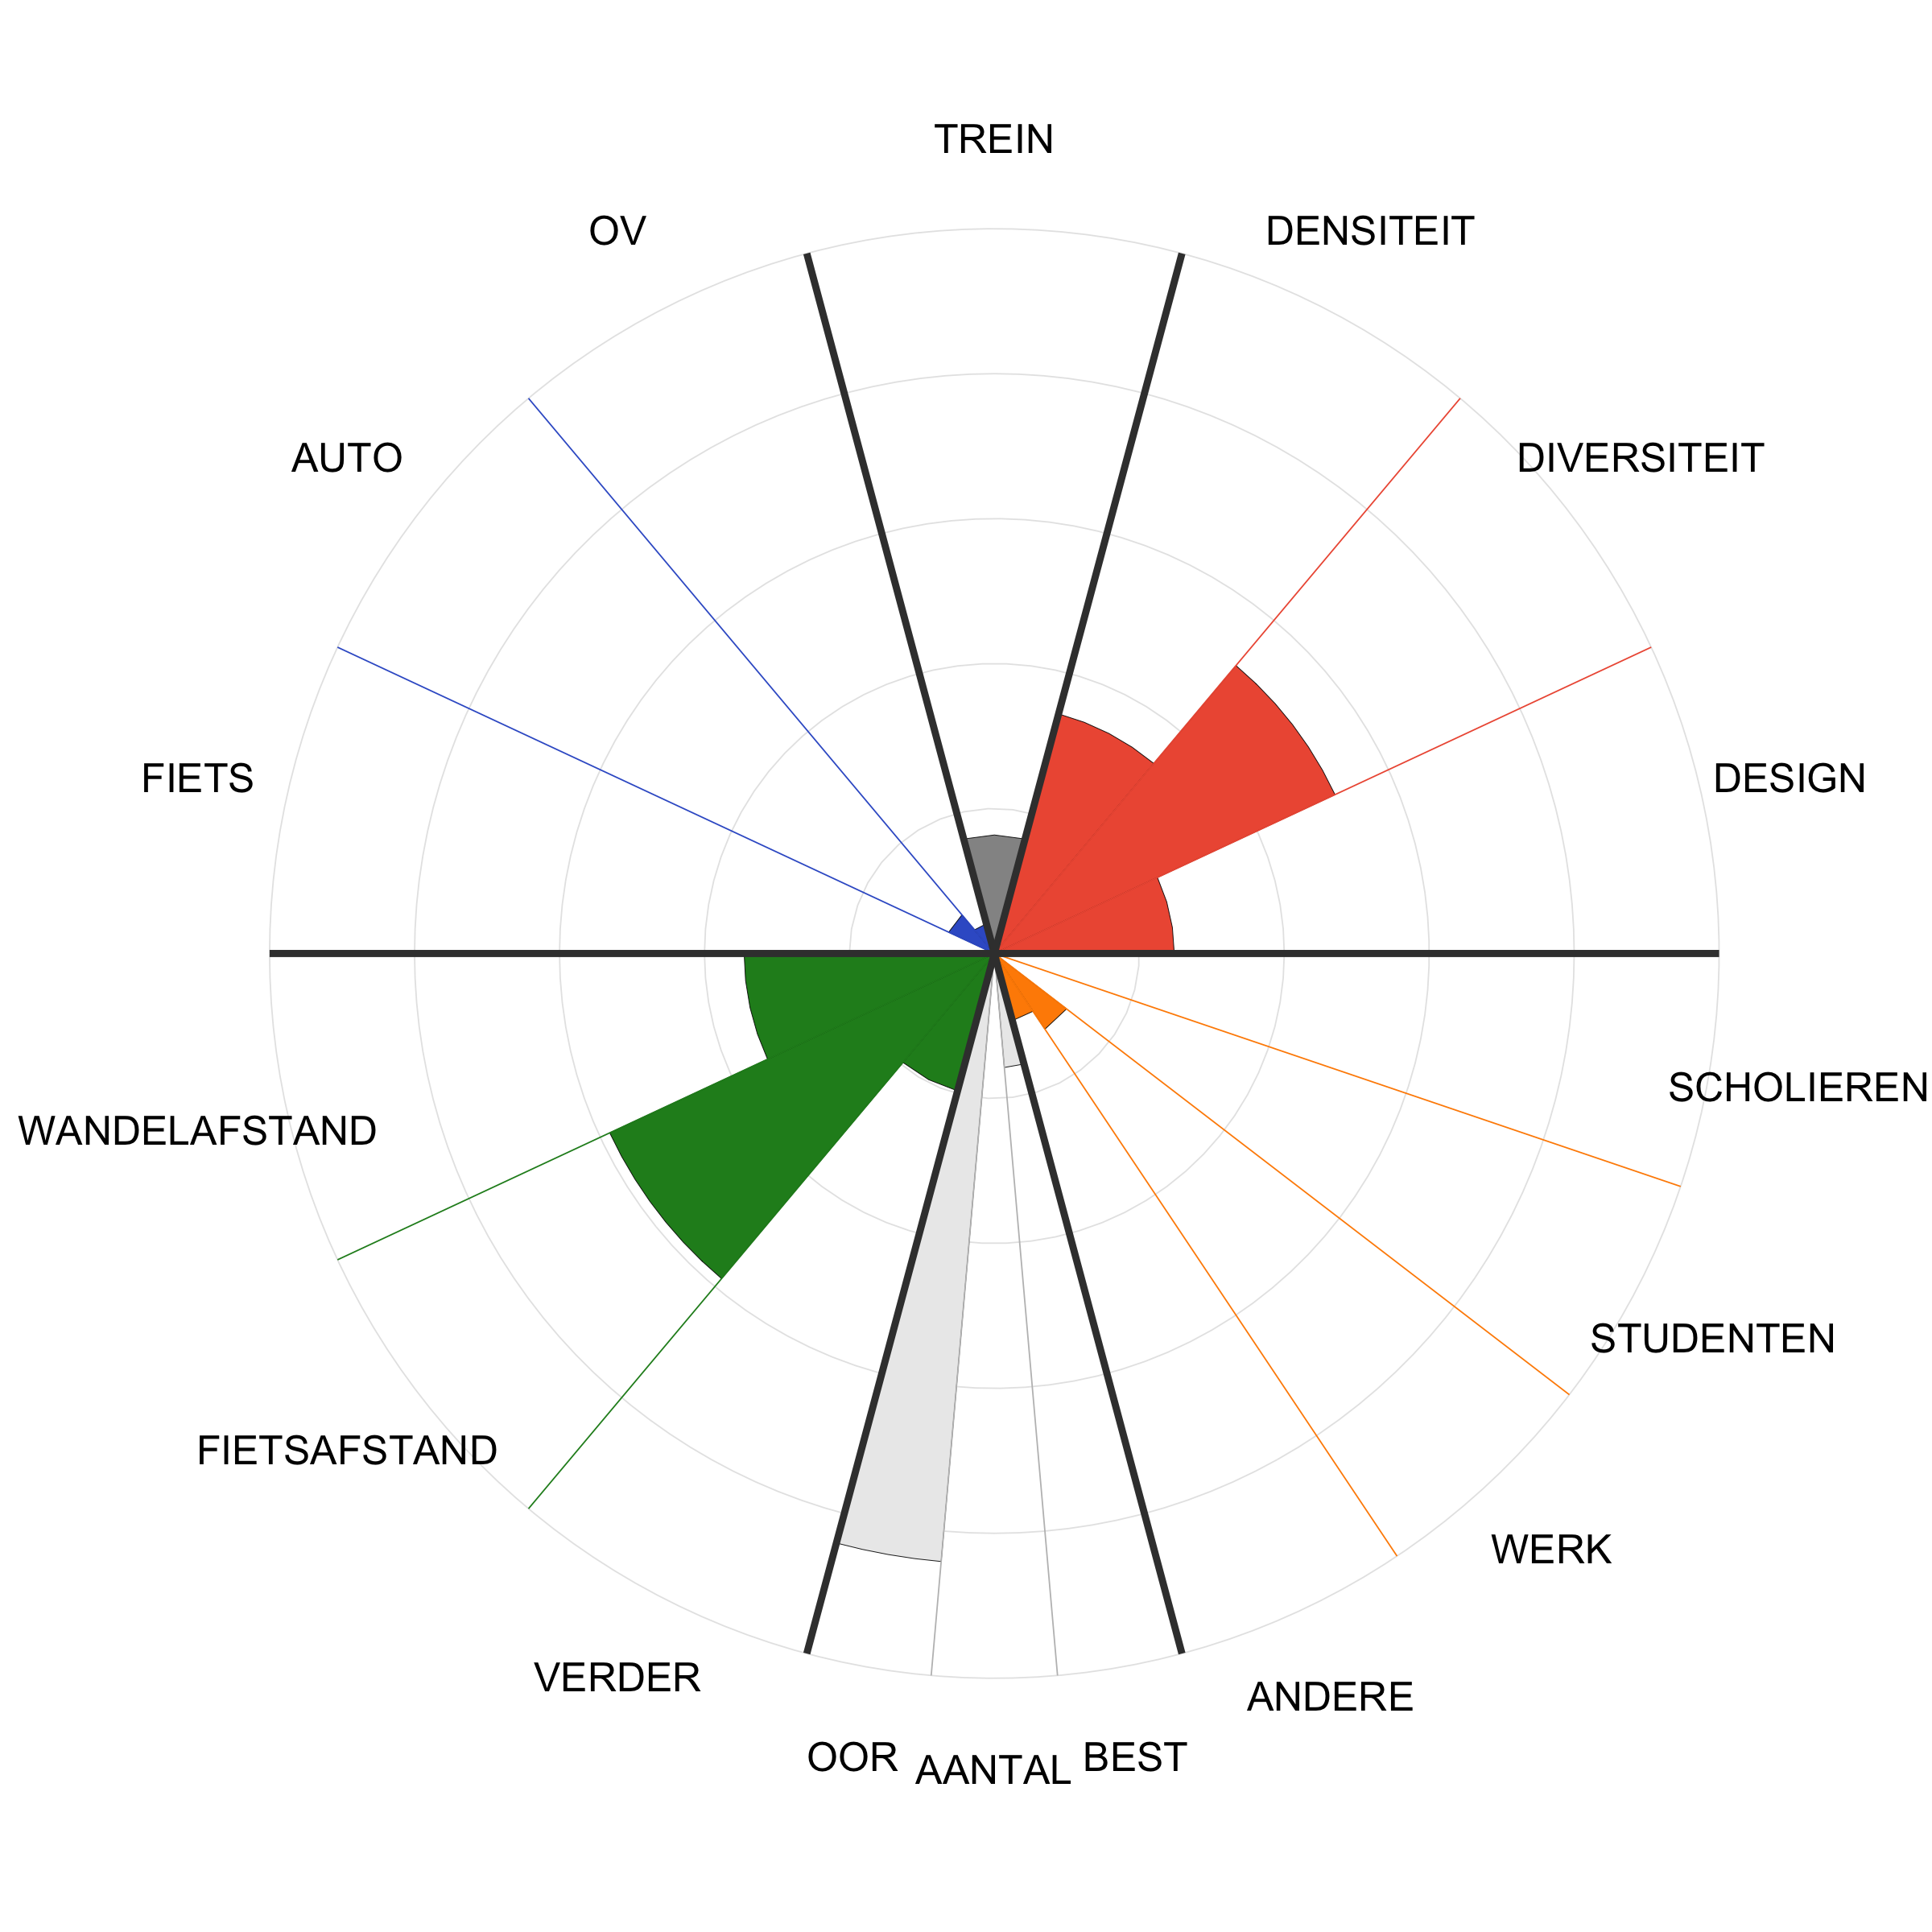 TREIN
OV
DENSITEIT
AUTO
DIVERSITEIT
FIETS
DESIGN
SCHOLIEREN
WANDELAFSTAND
STUDENTEN
FIETSAFSTAND
WERK
VERDER
ANDERE
OOR
AANTAL
BEST